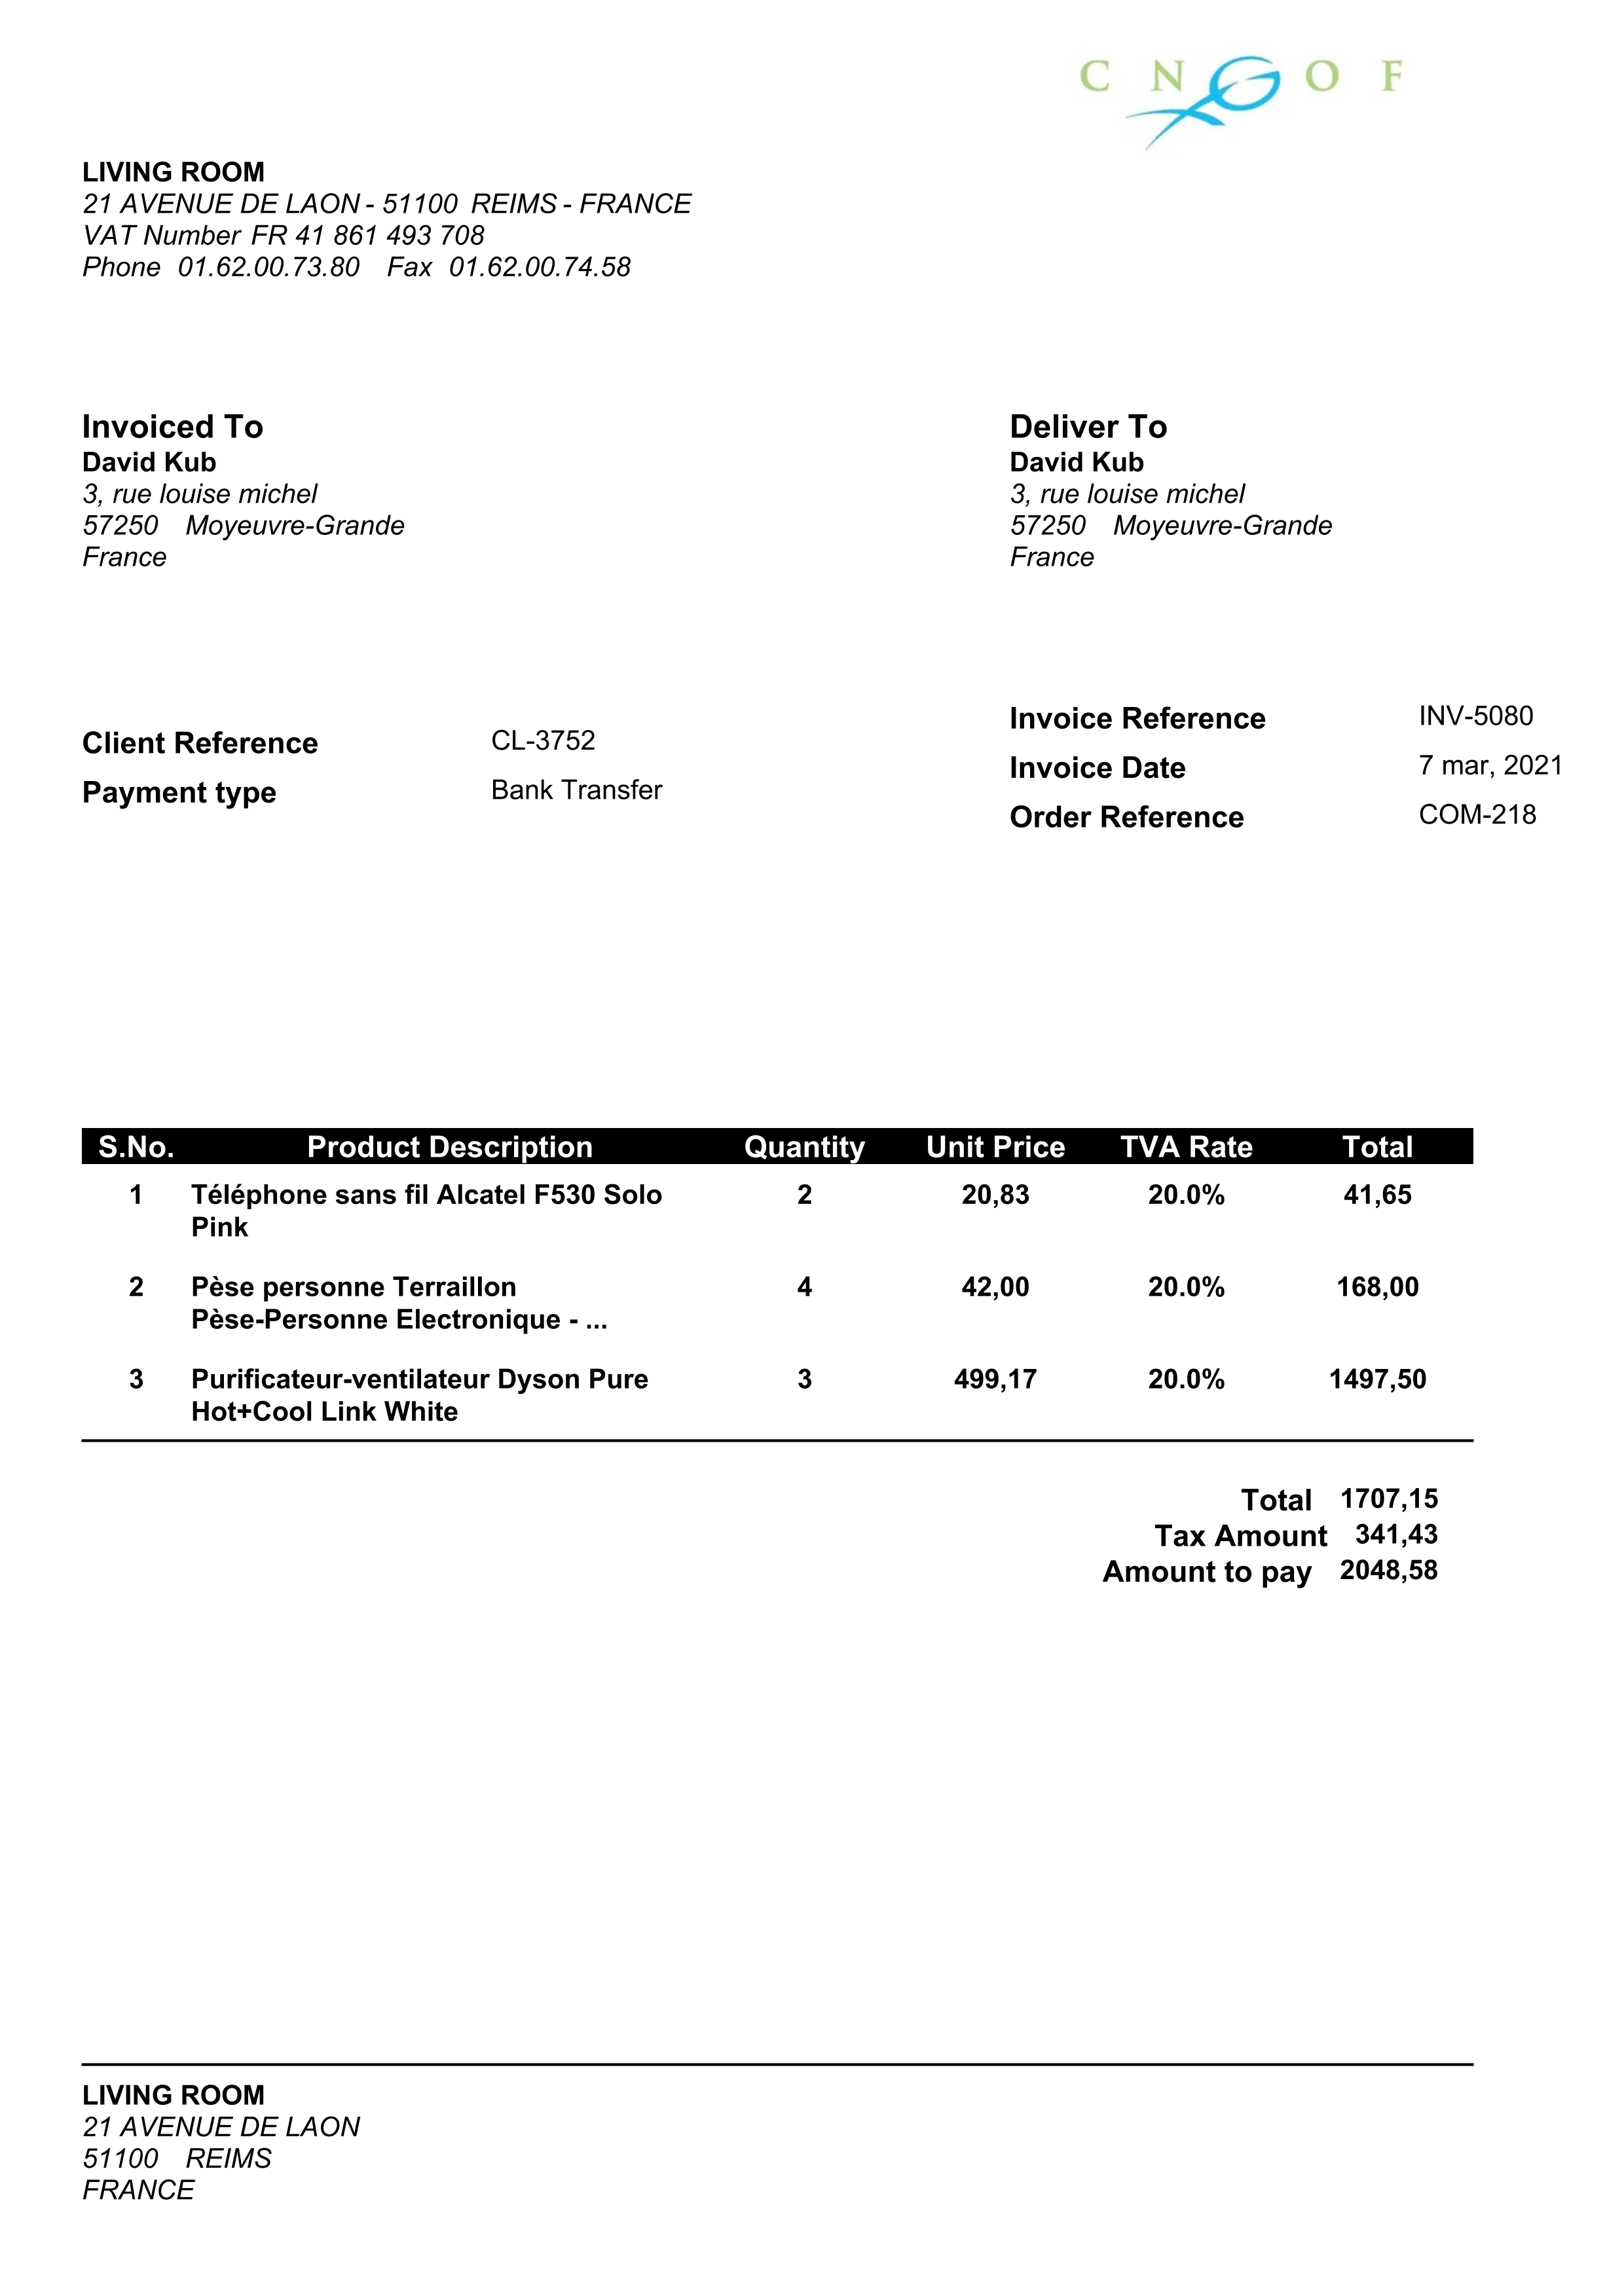 C N G O F
LIVING ROOM
21 AVENUE DE LAON - 51100 REIMS - FRANCE
VAT Number FR 41 861 493 708
Phone 01.62.00.73.80 Fax 01.62.00.74.58
Invoiced To
David Kub
3, rue louise michel
57250 Moyeuvre-Grande
France
Deliver To
David Kub
3, rue louise michel
57250 Moyeuvre-Grande
France
Client Reference CL-3752
Payment type Bank Transfer
Invoice Reference INV-5080
Invoice Date 7 mar, 2021
Order Reference COM-218
S.No. Product Description Quantity Unit Price TVA Rate Total
1 Téléphone sans fil Alcatel F530 Solo 2 20,83 20.0% 41,65
Pink
2 Pèse personne Terraillon 4 42,00 20.0% 168,00
Pèse-Personne Electronique - ...
3 Purificateur-ventilateur Dyson Pure 3 499,17 20.0% 1497,50
Hot+Cool Link White
Total 1707,15
Tax Amount 341,43
Amount to pay 2048,58
LIVING ROOM
21 AVENUE DE LAON
51100 REIMS
FRANCE